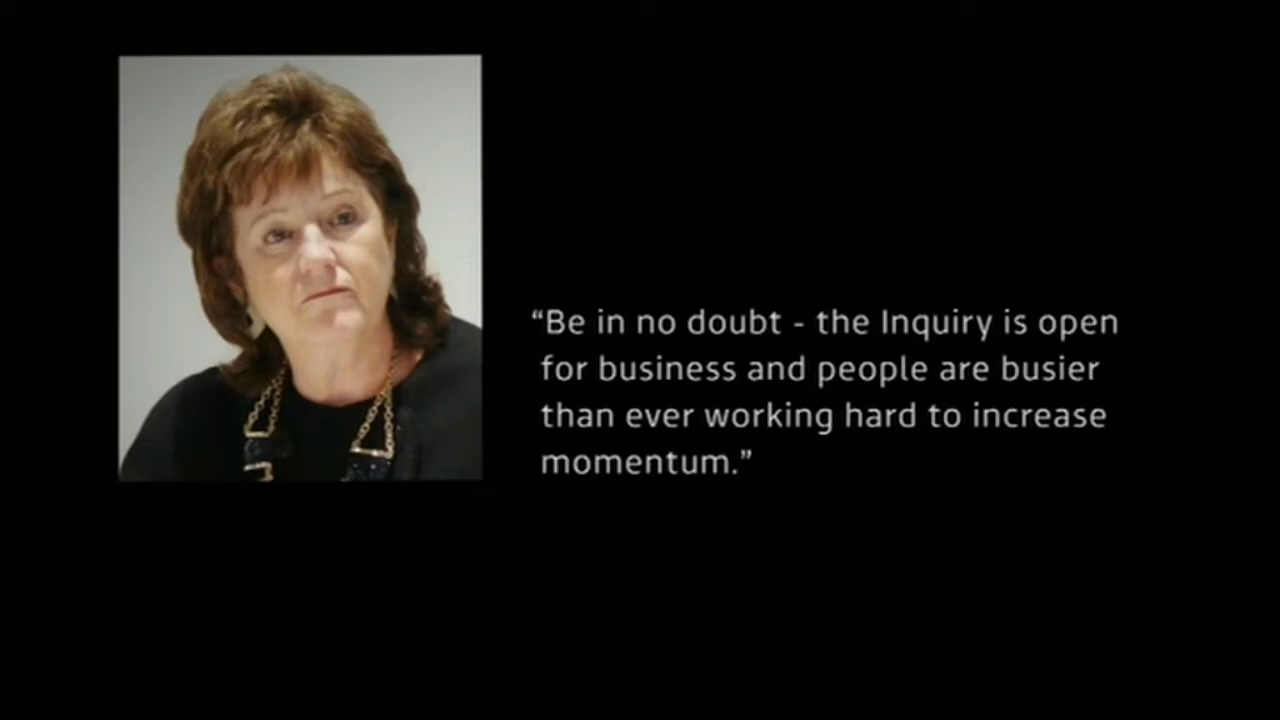 “Be in no doubt - the Inquiry is open
for business and people are busier
than ever working hard to increase
momentum.”